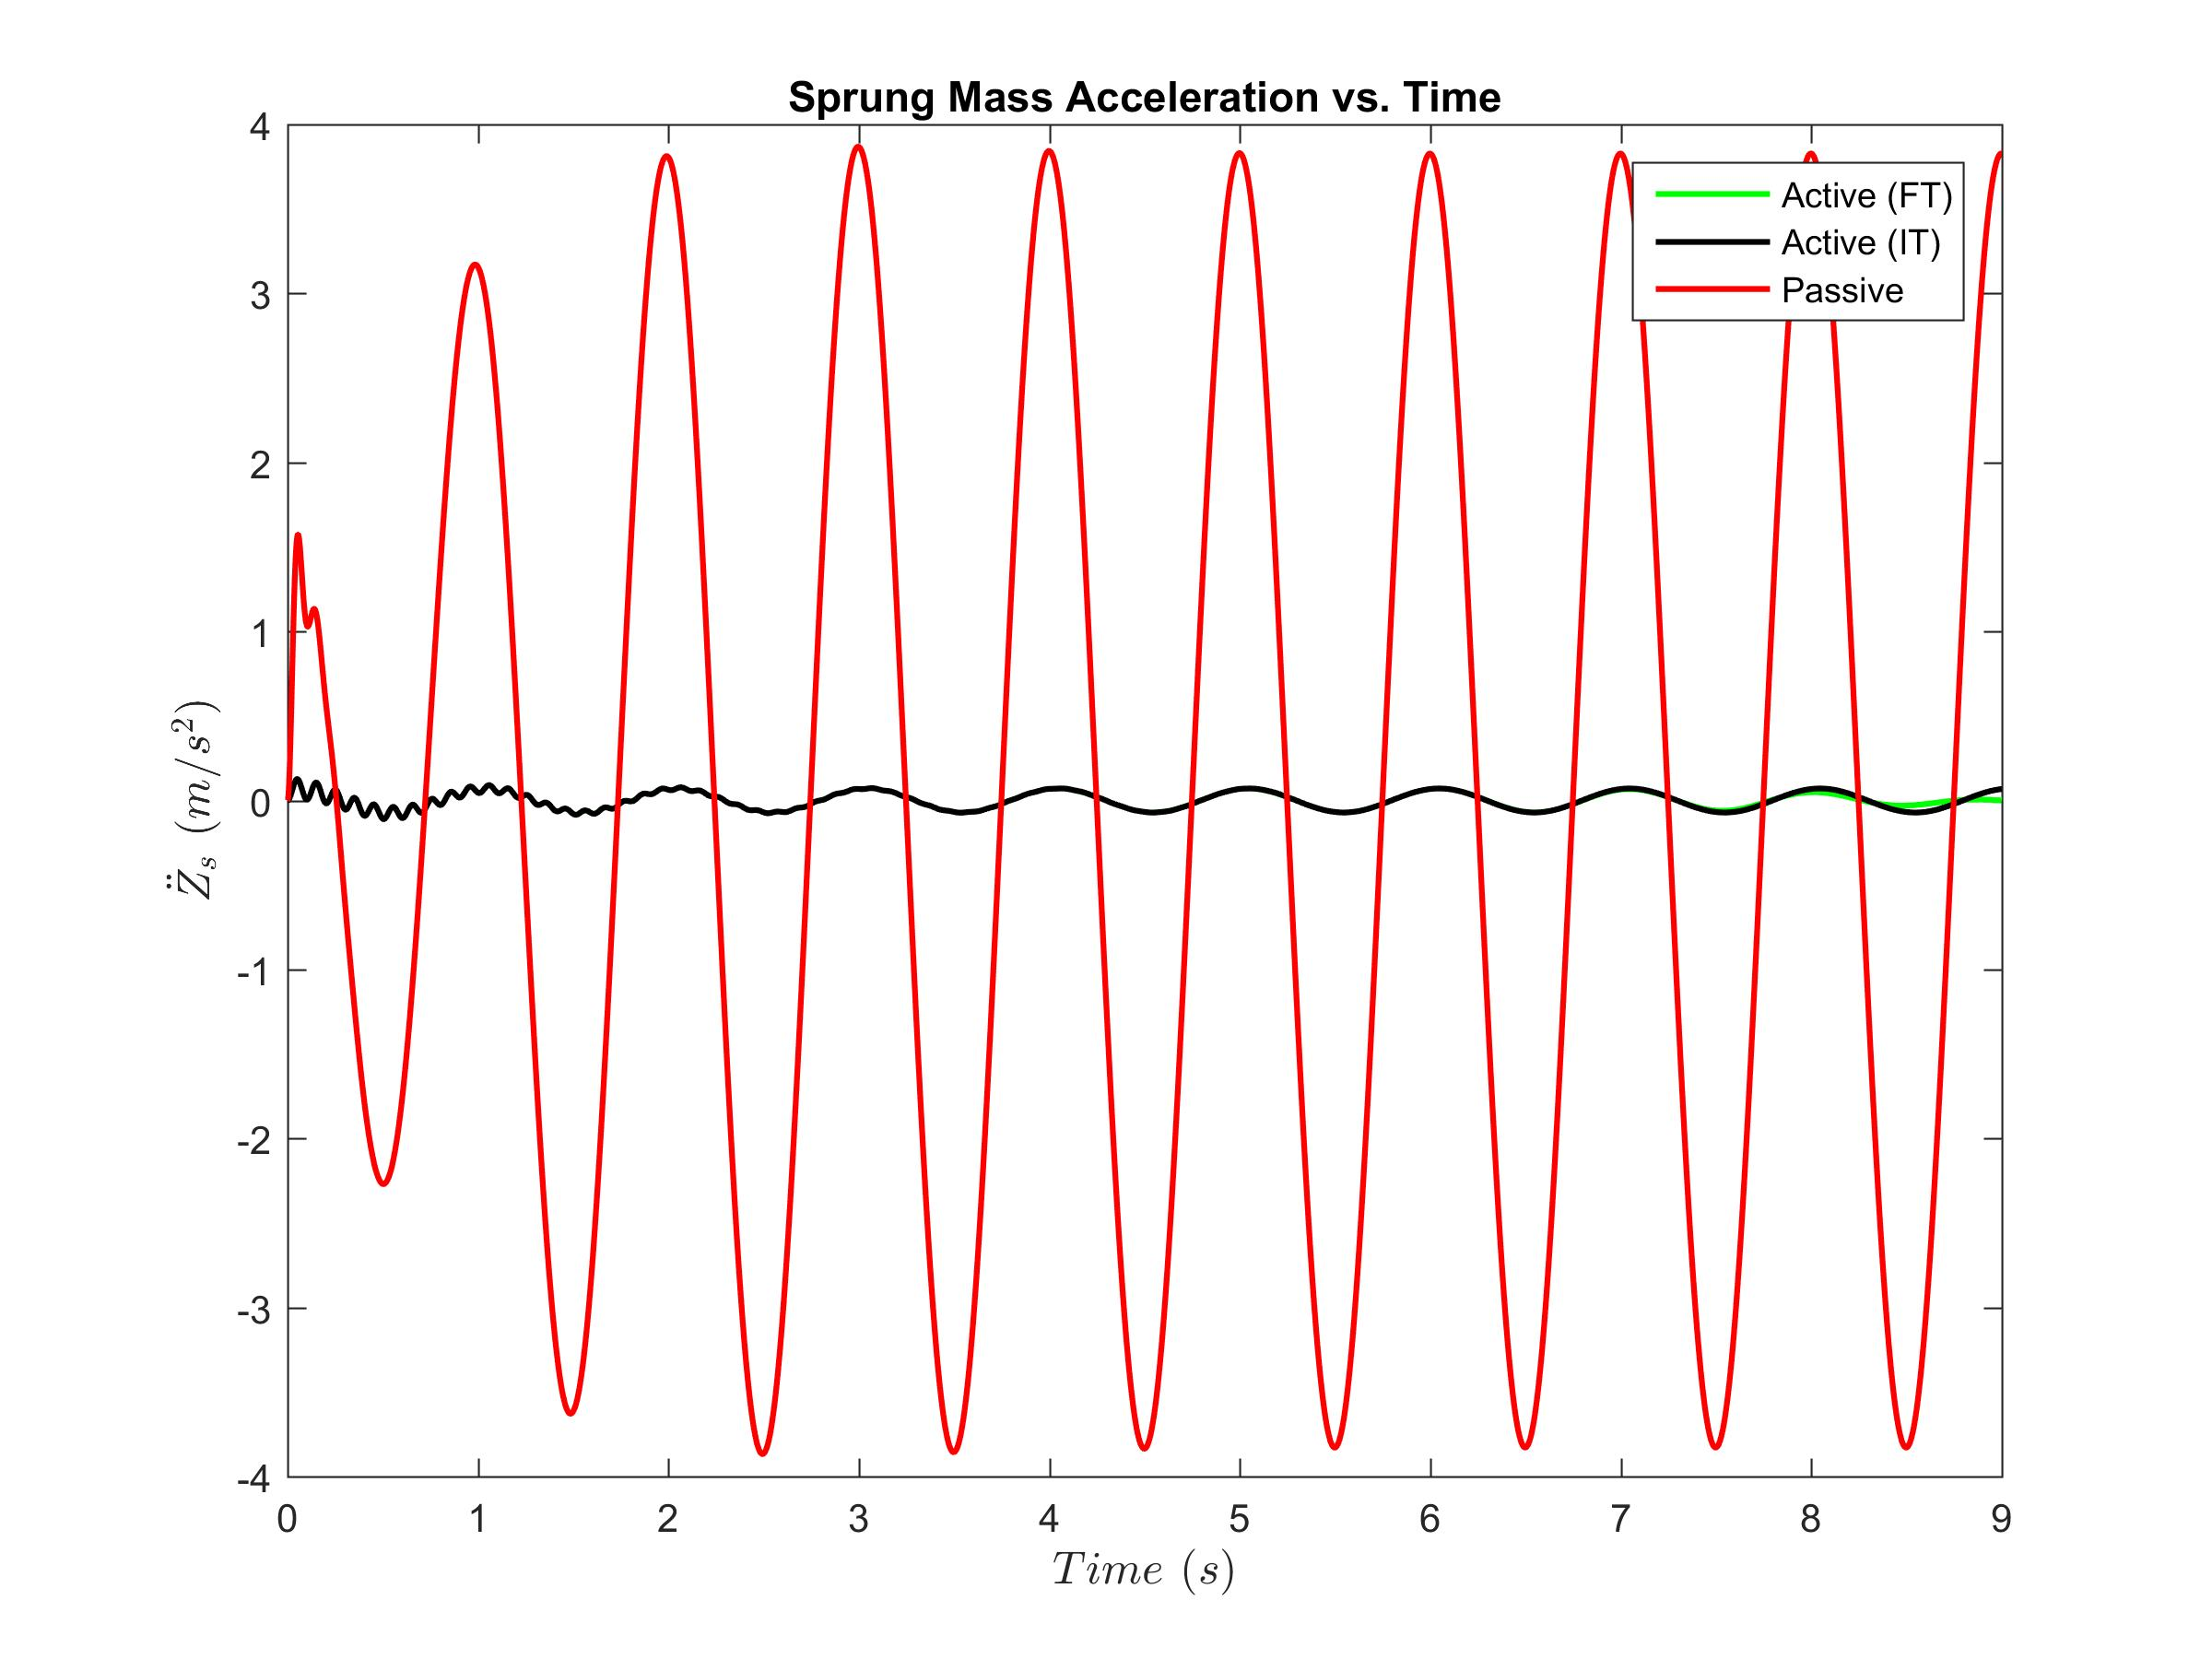 Sprung Mass Acceleration vs. Time
4
3
2
1
0
-1
-2
-3
-4
Z̈ₛ (m/s²)
Active (FT)
Active (IT)
Passive
0 1 2 3 4 5 6 7 8 9
Time (s)